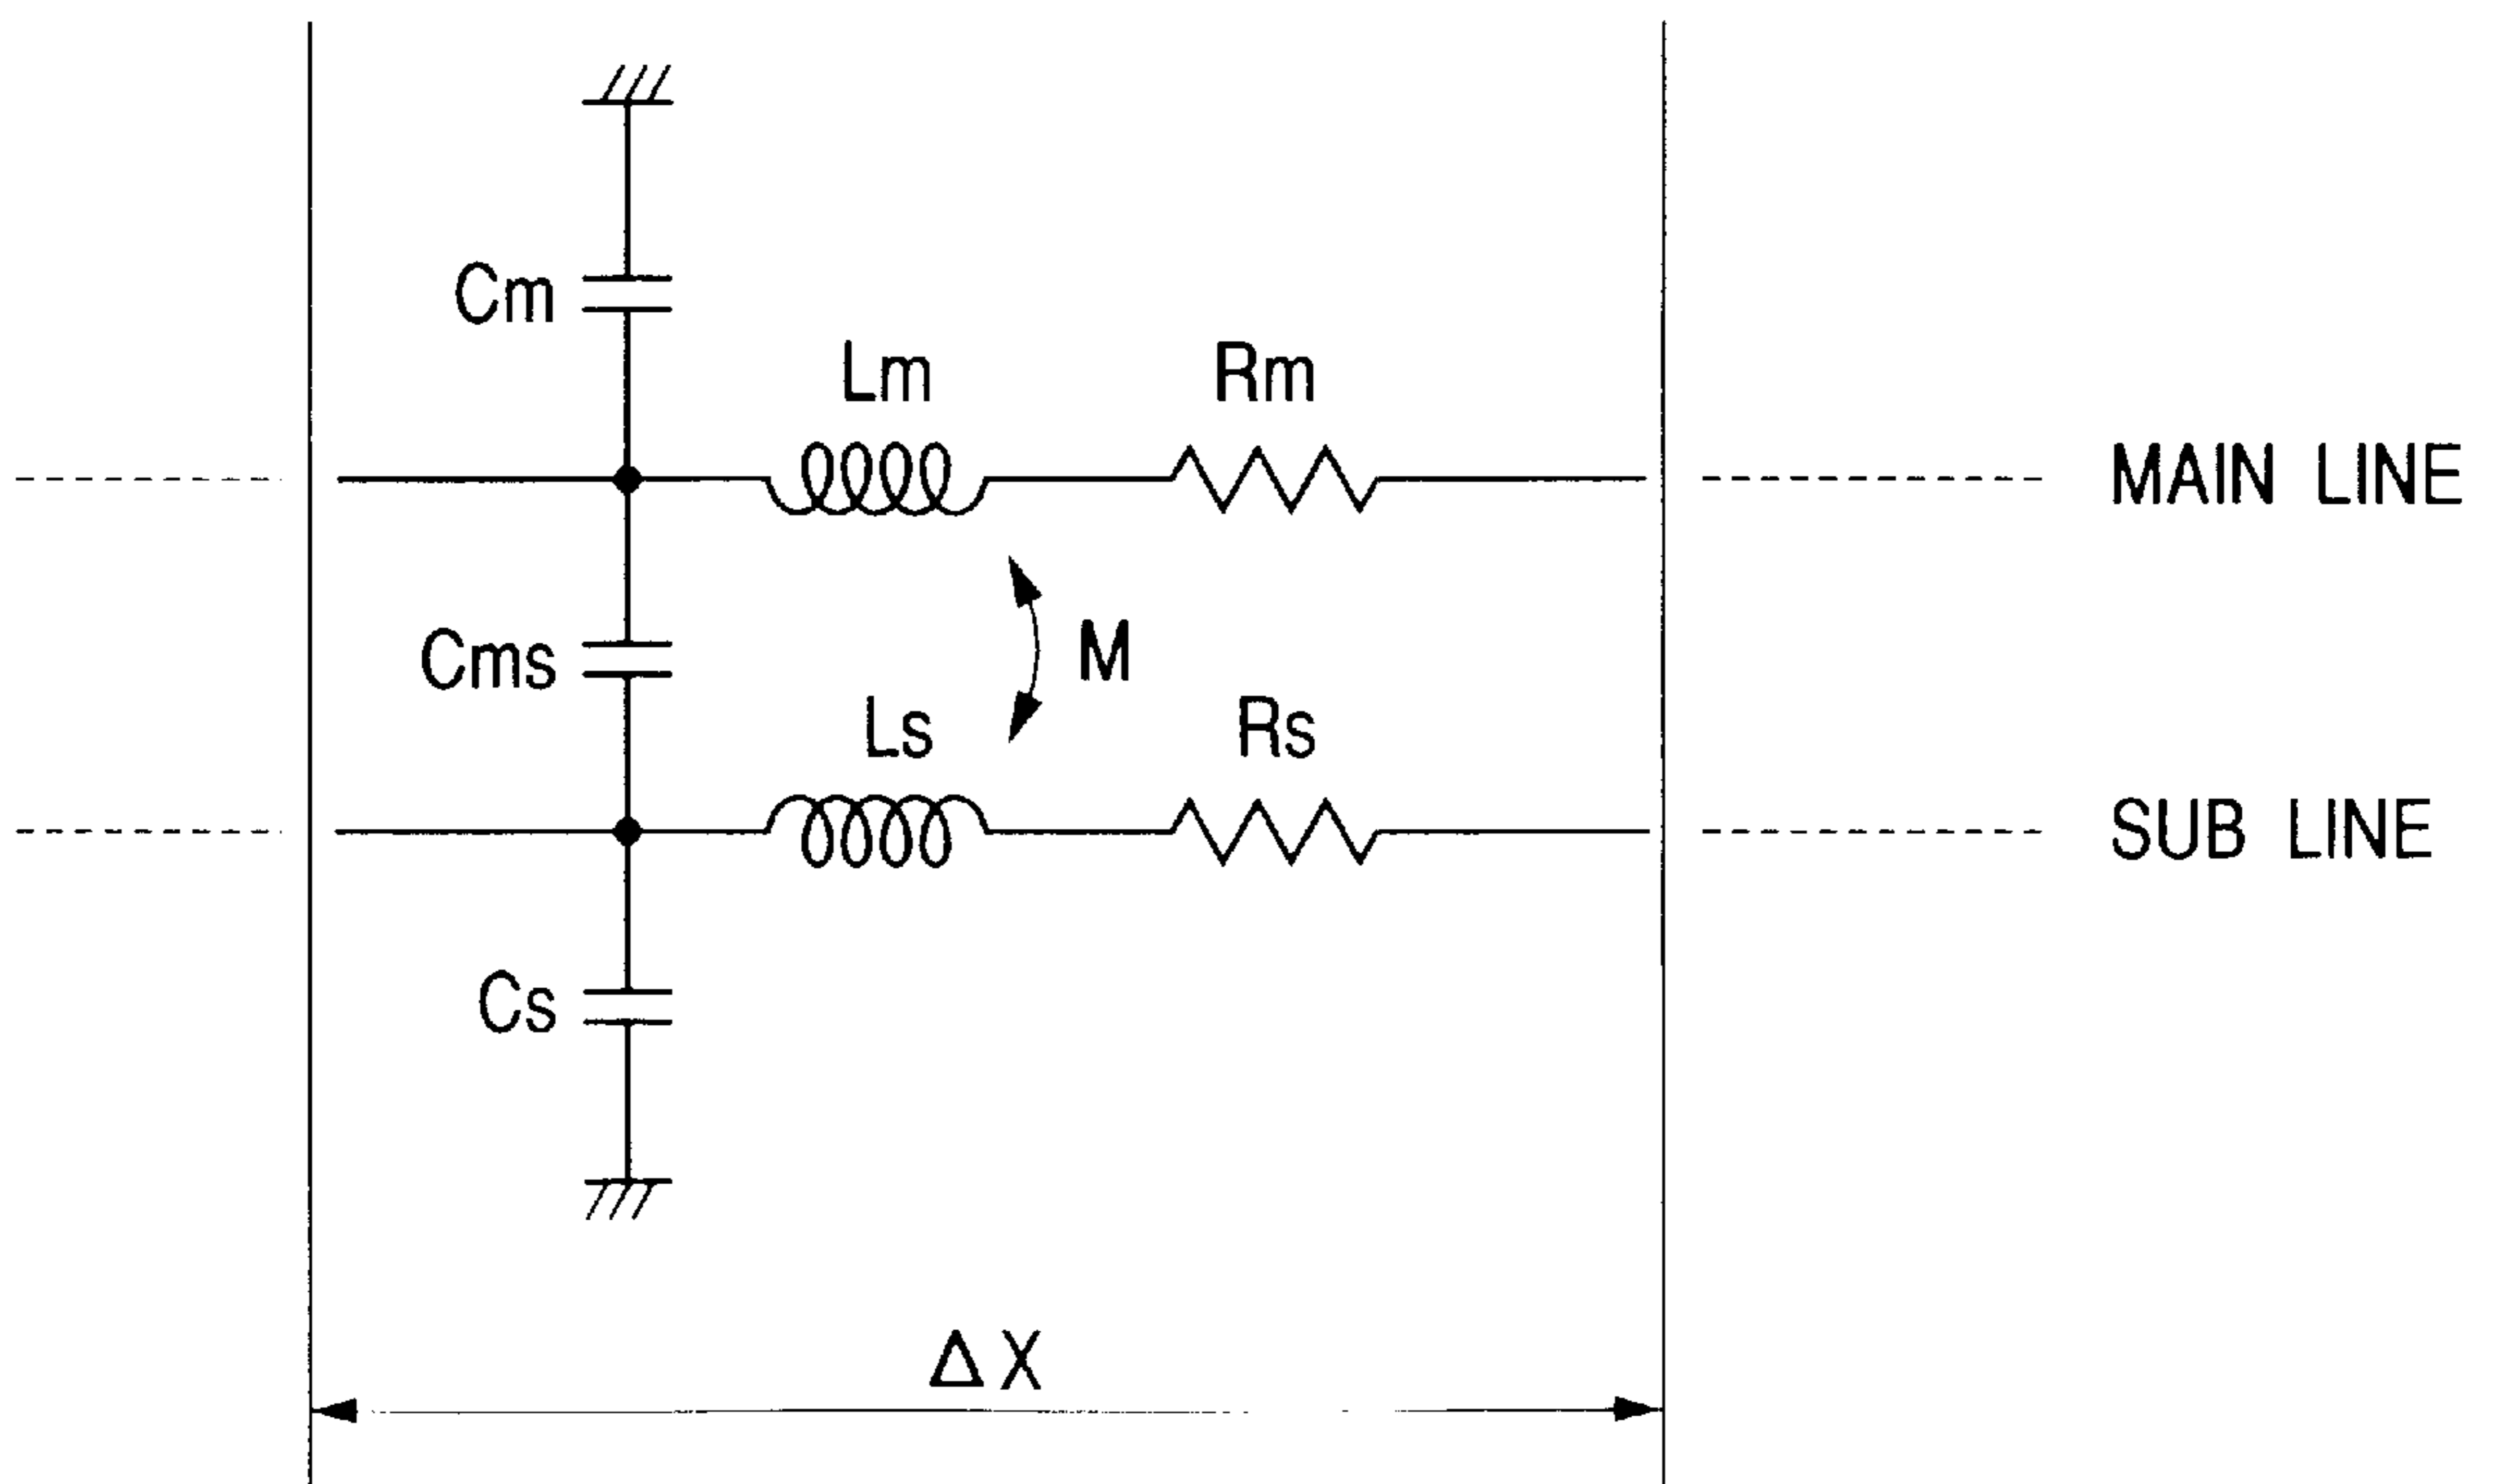 Cm
Lm Rm
MAIN LINE
Cms
M
Ls Rs
SUB LINE
Cs
ΔX